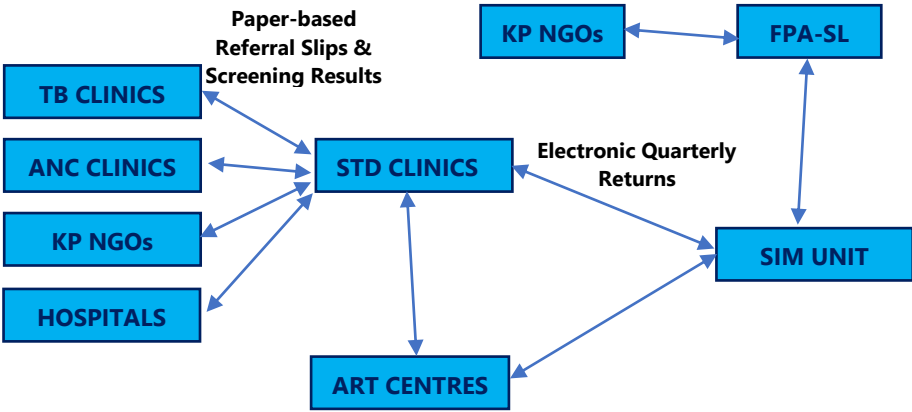 Paper-based
Referral Slips &
Screening Results
KP NGOs
FPA-SL
TB CLINICS
ANC CLINICS
STD CLINICS
Electronic Quarterly
Returns
KP NGOs
SIM UNIT
HOSPITALS
ART CENTRES